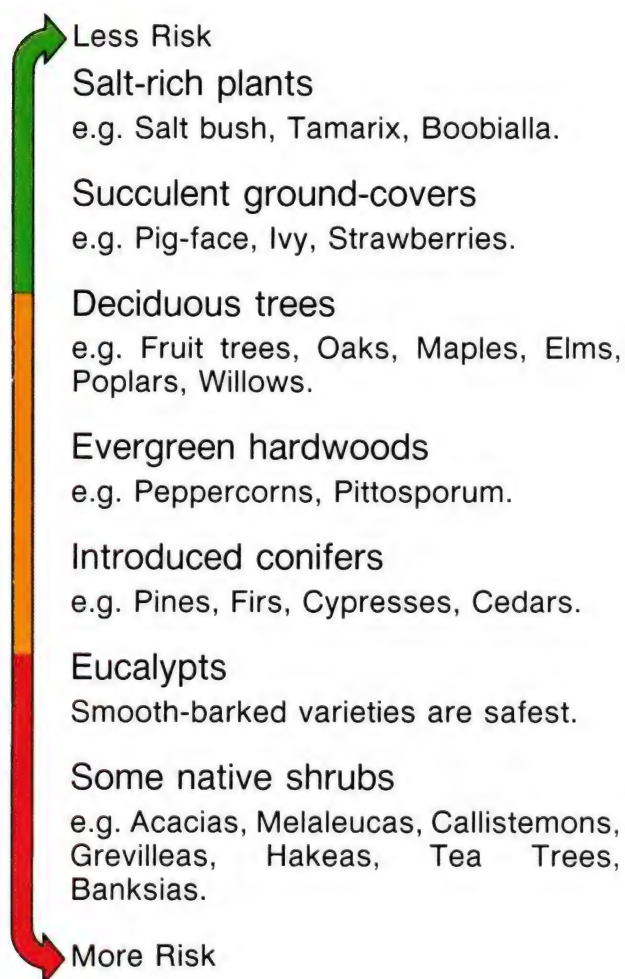 Less Risk
Salt-rich plants
e.g. Salt bush, Tamarix, Boobialla.
Succulent ground-covers
e.g. Pig-face, Ivy, Strawberries.
Deciduous trees
e.g. Fruit trees, Oaks, Maples, Elms,
Poplars, Willows.
Evergreen hardwoods
e.g. Peppercorns, Pittosporum.
Introduced conifers
e.g. Pines, Firs, Cypresses, Cedars.
Eucalypts
Smooth-barked varieties are safest.
Some native shrubs
e.g. Acacias, Melaleucas, Callistemons,
Grevilleas, Hakeas, Tea Trees,
Banksias.
More Risk